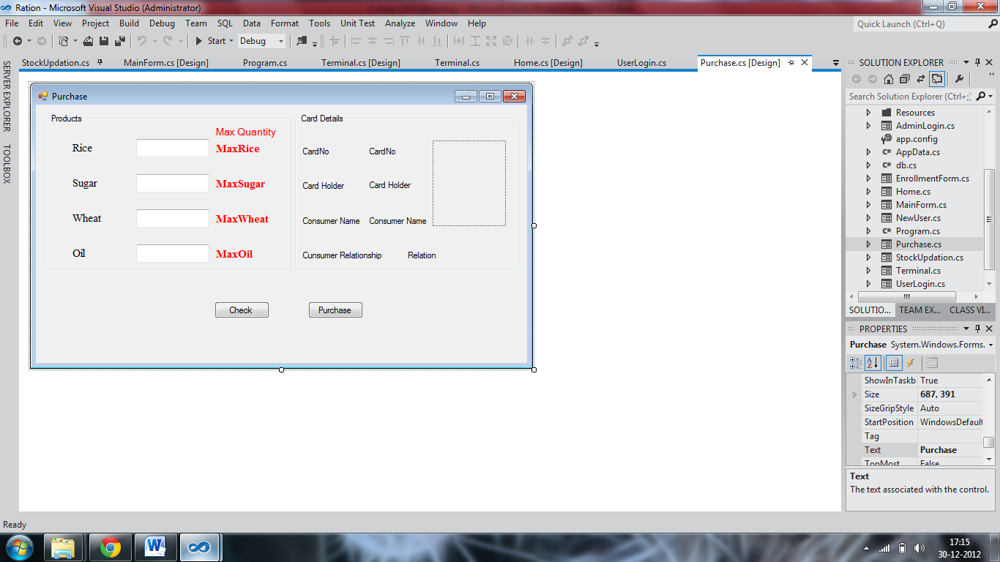 Ration - Microsoft Visual Studio (Administrator)
File Edit View Project Build Debug Team SQL Data Format Tools Unit Test Analyze Window Help
Quick Launch (Ctrl+Q)
Start Debug
SERVER EXPLORER
TOOLBOX
StockUpdation.cs MainForm.cs [Design] Program.cs Terminal.cs [Design] Terminal.cs Home.cs [Design] UserLogin.cs Purchase.cs [Design]
Purchase
Products
Max Quantity
Rice MaxRice
Sugar MaxSugar
Wheat MaxWheat
Oil MaxOil
Card Details
CardNo CardNo
Card Holder Card Holder
Consumer Name Consumer Name
Cunsumer Relationship Relation
Check Purchase
SOLUTION EXPLORER
Search Solution Explorer (Ctrl+;)
Resources
AdminLogin.cs
app.config
AppData.cs
db.cs
EnrollmentForm.cs
Home.cs
MainForm.cs
NewUser.cs
Program.cs
Purchase.cs
StockUpdation.cs
Terminal.cs
UserLogin.cs
SOLUTIO... TEAM EX... CLASS VI...
PROPERTIES
Purchase System.Windows.Forms.
ShowInTaskb True
Size 687, 391
SizeGripStyle Auto
StartPosition WindowsDefault
Tag
Text Purchase
TopMost False
Text
The text associated with the control.
Ready
17:15
30-12-2012